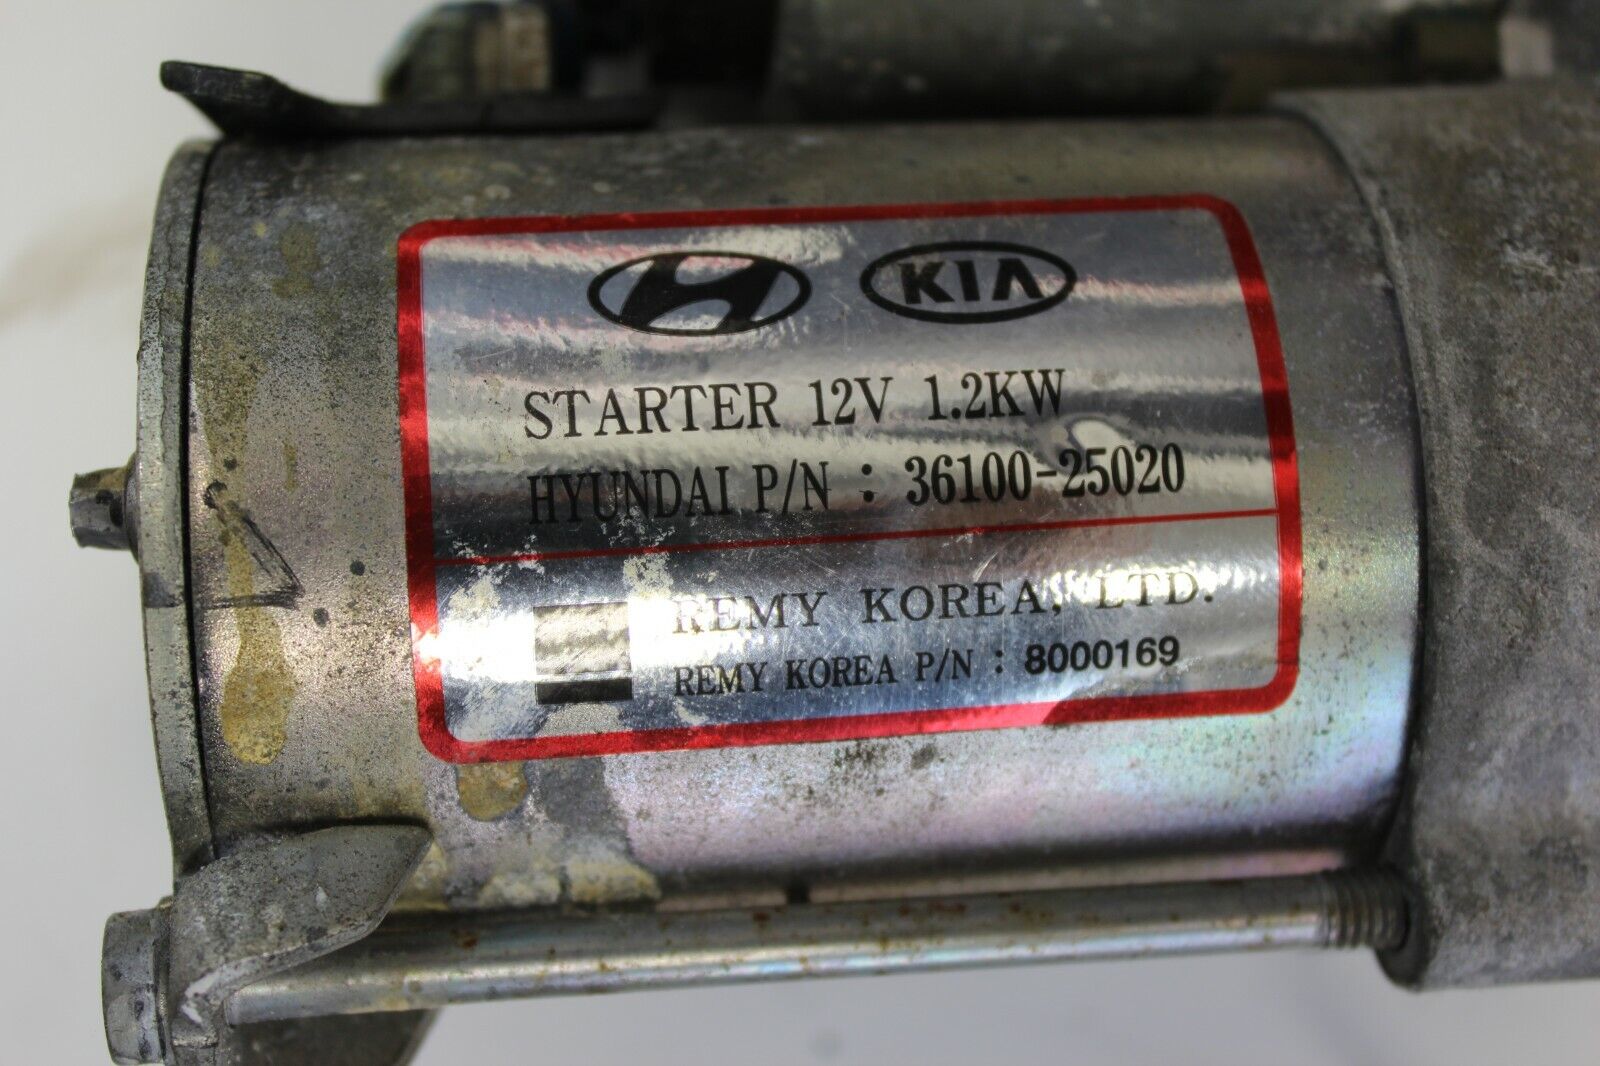 KIA
STARTER 12V 1.2KW
HYUNDAI P/N : 36100-25020
REMY KOREA, LTD.
REMY KOREA P/N : 8000169